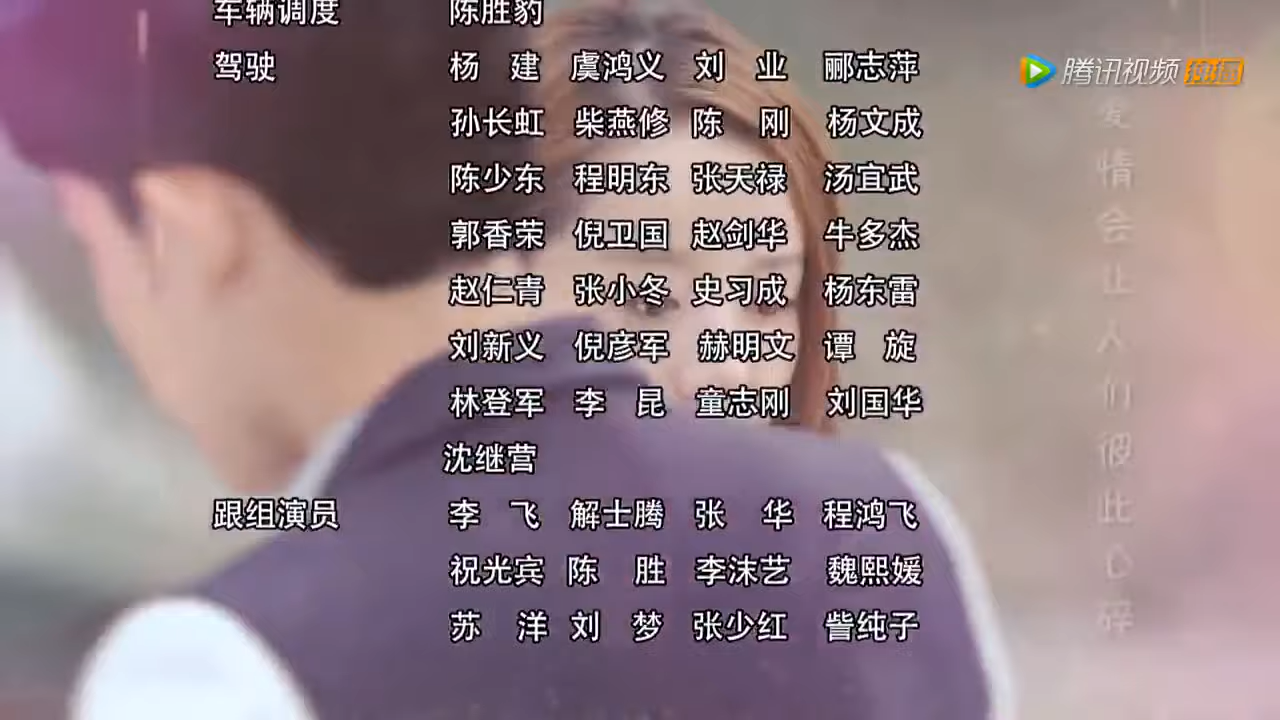 车辆调度 陈胜豹
驾驶 杨建 虞鸿义 刘业 郦志萍
孙长虹 柴燕修 陈刚 杨文成
陈少东 程明东 张天禄 汤宜武
郭香荣 倪卫国 赵剑华 牛多杰
赵仁青 张小冬 史习成 杨东雷
刘新义 倪彦军 赫明文 谭旋
林登军 李昆 童志刚 刘国华
沈继营
跟组演员 李飞 解士腾 张华 程鸿飞
祝光宾 陈胜 李沫艺 魏熙媛
苏洋 刘梦 张少红 訾纯子
腾讯视频 独播
爱情会让人们彼此心碎